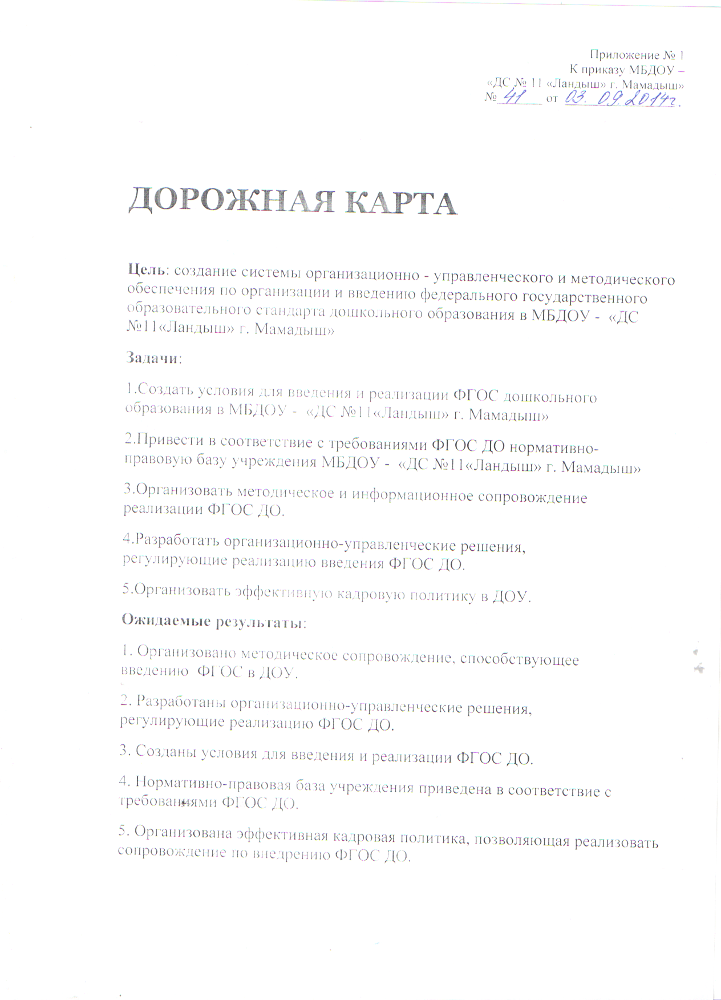 Приложение № 1
К приказу МБДОУ –
«ДС № 11 «Ландыш» г. Мамадыш»
№ 41 от 03. 09. 2014г.
ДОРОЖНАЯ КАРТА
Цель: создание системы организационно - управленческого и методического
обеспечения по организации и введению федерального государственного
образовательного стандарта дошкольного образования в МБДОУ - «ДС
№11«Ландыш» г. Мамадыш»
Задачи:
1.Создать условия для введения и реализации ФГОС дошкольного
образования в МБДОУ - «ДС №11«Ландыш» г. Мамадыш»
2.Привести в соответствие с требованиями ФГОС ДО нормативно-
правовую базу учреждения МБДОУ - «ДС №11«Ландыш» г. Мамадыш»
3.Организовать методическое и информационное сопровождение
реализации ФГОС ДО.
4.Разработать организационно-управленческие решения,
регулирующие реализацию введения ФГОС ДО.
5.Организовать эффективную кадровую политику в ДОУ.
Ожидаемые результаты:
1. Организовано методическое сопровождение, способствующее
введению ФГОС в ДОУ.
2. Разработаны организационно-управленческие решения,
регулирующие реализацию ФГОС ДО.
3. Созданы условия для введения и реализации ФГОС ДО.
4. Нормативно-правовая база учреждения приведена в соответствие с
требованиями ФГОС ДО.
5. Организована эффективная кадровая политика, позволяющая реализовать
сопровождение по внедрению ФГОС ДО.